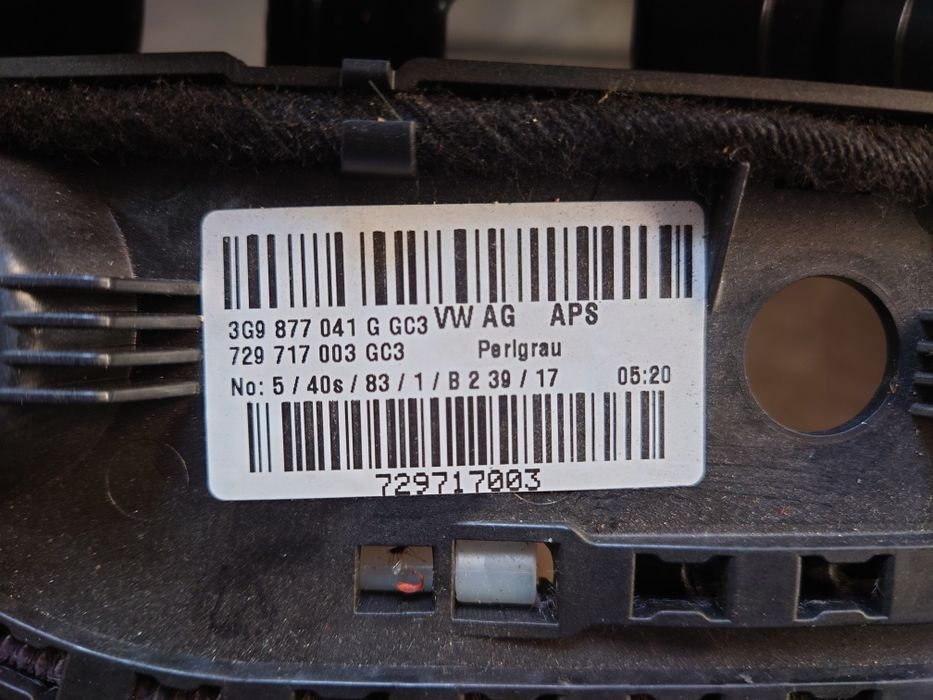 3G9 877 041 G GC3 VW AG APS
729 717 003 GC3 Perlgrau
No: 5 / 40s / 83 / 1 / B 2 39 / 17 05:20
729717003